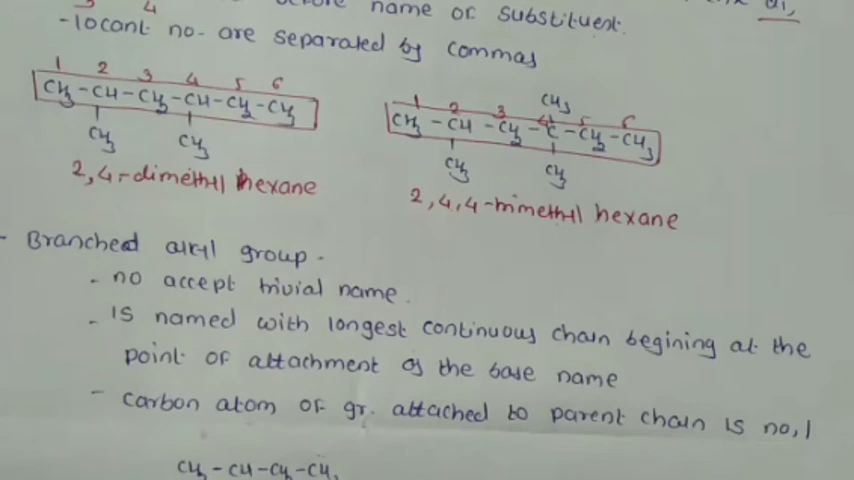 name of substituent.
- locant no. are separated by commas
1 2 3 4 5 6
CH3 - CH - CH2 - CH - CH2 - CH3
CH3 CH3
2,4-dimethyl hexane
CH3
1 2 3 4 5 6
CH3 - CH - CH2 - C - CH2 - CH3
CH3 CH3
2,4,4-trimethyl hexane
- Branched alkyl group.
- no accept trivial name.
- Is named with longest continuous chain begining at the
point of attachment of the base name
- carbon atom of gr. attached to parent chain is no, 1
CH3 - CH - CH2 - CH3